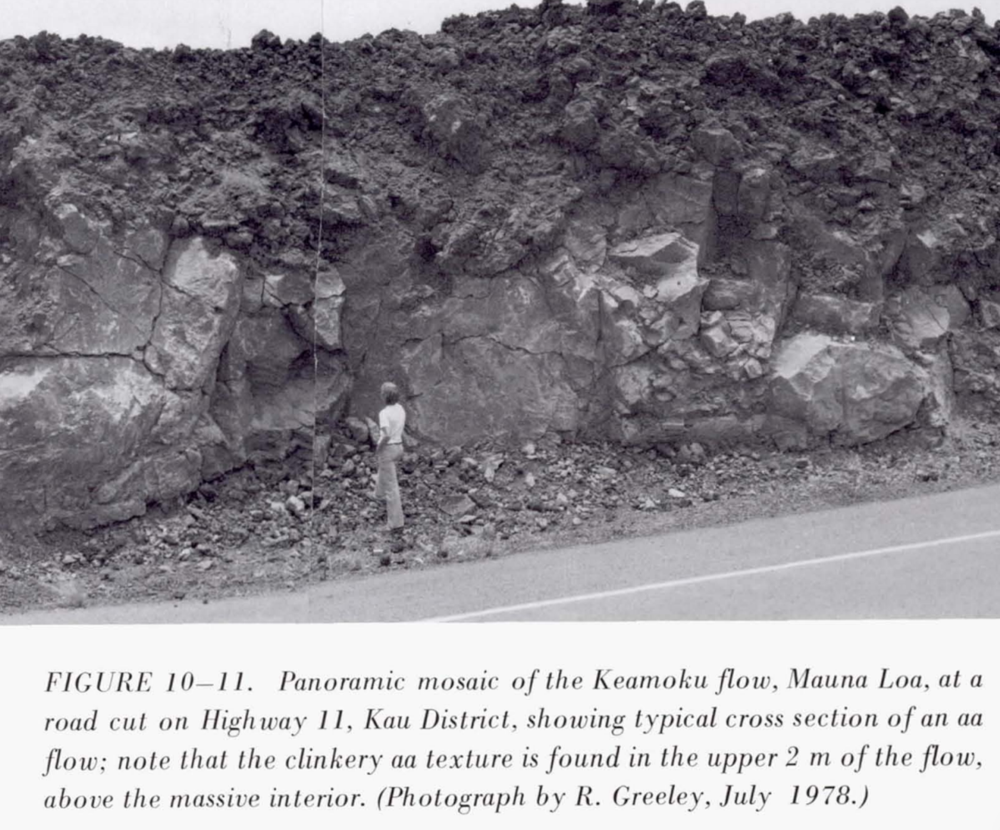 FIGURE 10–11. Panoramic mosaic of the Keamoku flow, Mauna Loa, at a
road cut on Highway 11, Kau District, showing typical cross section of an aa
flow; note that the clinkery aa texture is found in the upper 2 m of the flow,
above the massive interior. (Photograph by R. Greeley, July 1978.)